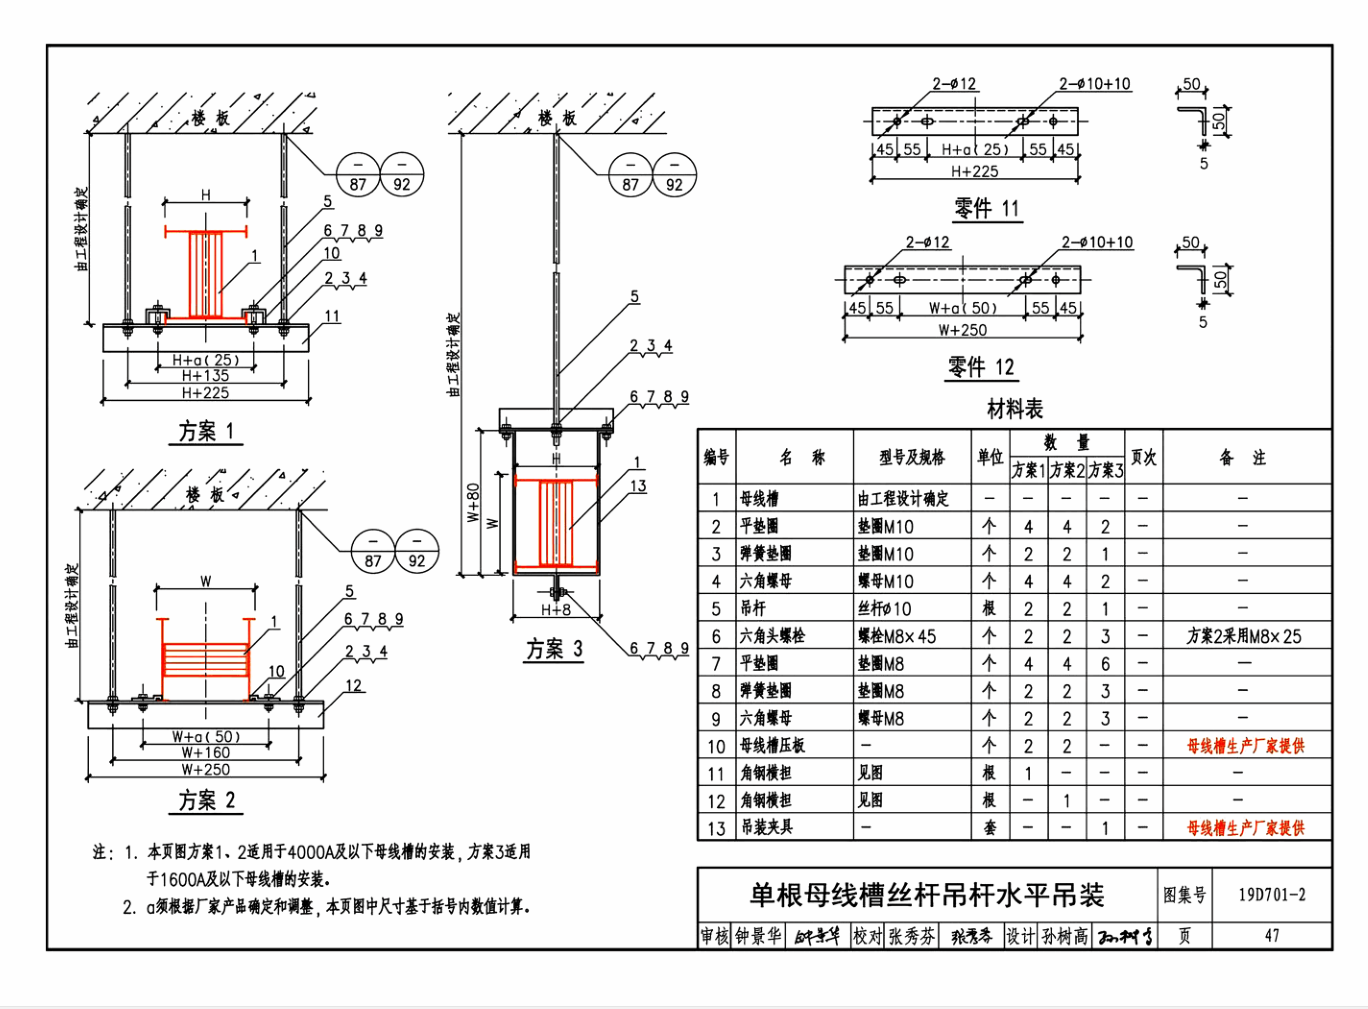 楼 板
87
92
由工程设计确定
H
5
6,7,8,9
10
2,3,4
1
11
H+a(25)
H+135
H+225
方案 1
楼 板
87
92
由工程设计确定
W
5
1
6,7,8,9
2,3,4
10
12
W+a(50)
W+160
W+250
方案 2
楼 板
87
92
由工程设计确定
5
2,3,4
6,7,8,9
H
1
13
W+80
W
H+8
6,7,8,9
方案 3
2-ϕ12
2-ϕ10+10
50
50
5
45
55
H+a(25)
55
45
H+225
零件 11
2-ϕ12
2-ϕ10+10
50
50
5
45
55
W+a(50)
55
45
W+250
零件 12
材料表
编号 名 称 型号及规格 单位 数 量 页次 备 注
方案1 方案2 方案3
1 母线槽 由工程设计确定 — — — — — —
2 平垫圈 垫圈M10 个 4 4 2 — —
3 弹簧垫圈 垫圈M10 个 2 2 1 — —
4 六角螺母 螺母M10 个 4 4 2 — —
5 吊杆 丝杆ϕ10 根 2 2 1 — —
6 六角头螺栓 螺栓M8×45 个 2 2 3 — 方案2采用M8×25
7 平垫圈 垫圈M8 个 4 4 6 — —
8 弹簧垫圈 垫圈M8 个 2 2 3 — —
9 六角螺母 螺母M8 个 2 2 3 — —
10 母线槽压板 — 个 2 2 — — 母线槽生产厂家提供
11 角钢横担 见图 根 1 — — — —
12 角钢横担 见图 根 — 1 — — —
13 吊装夹具 — 套 — — 1 — 母线槽生产厂家提供
注: 1. 本页图方案1、2适用于4000A及以下母线槽的安装,方案3适用
于1600A及以下母线槽的安装。
2. a须根据厂家产品确定和调整,本页图中尺寸基于括号内数值计算。
单根母线槽丝杆吊杆水平吊装 图集号 19D701-2
审核 钟景华 钟景华 校对 张秀芬 张秀芬 设计 孙树高 孙树高 页 47